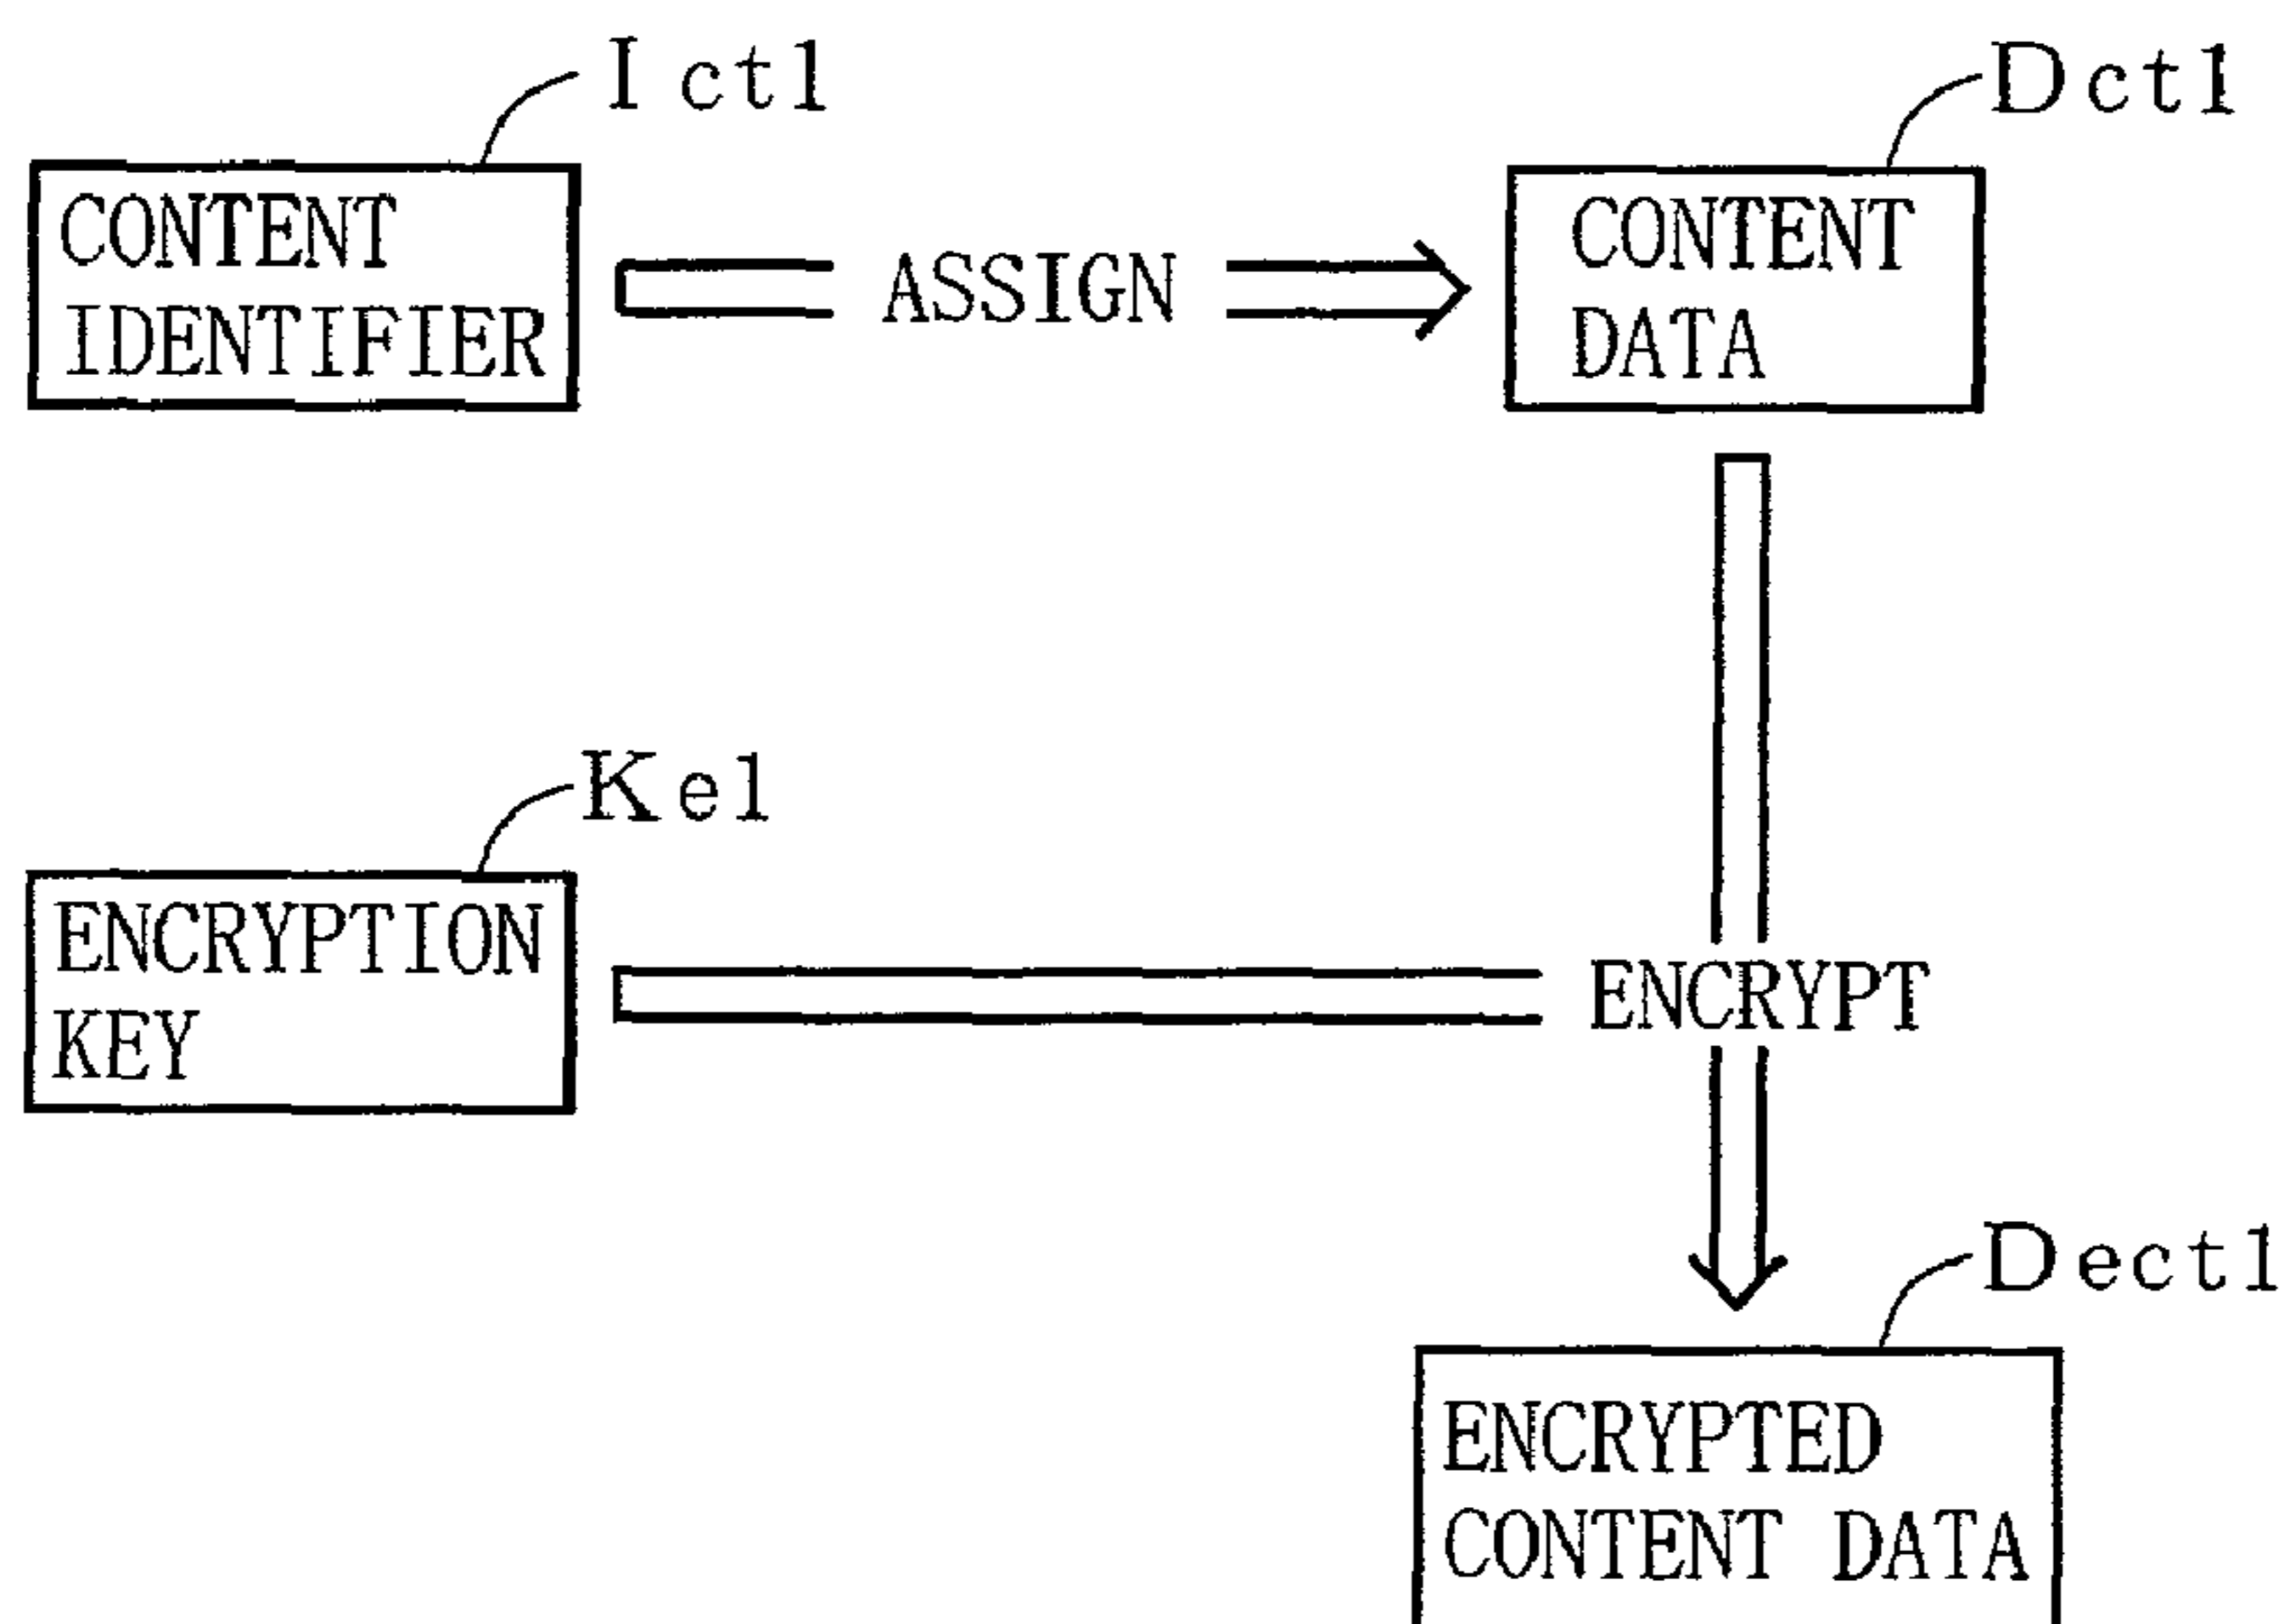 Ict1
Dct1
CONTENT
IDENTIFIER
ASSIGN
CONTENT
DATA
Ke1
ENCRYPTION
KEY
ENCRYPT
Dect1
ENCRYPTED
CONTENT DATA